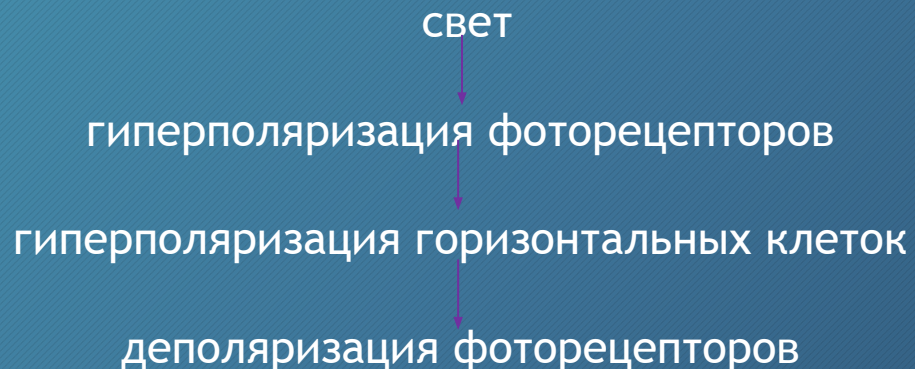 свет
гиперполяризация фоторецепторов
гиперполяризация горизонтальных клеток
деполяризация фоторецепторов